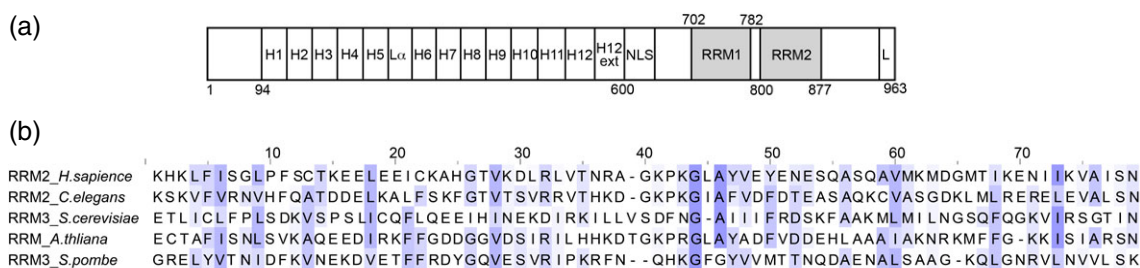 (a)
702 782
H1 H2 H3 H4 H5 Lα H6 H7 H8 H9 H10 H11 H12 H12 ext NLS RRM1 RRM2 L
1 94 600 800 877 963
(b)
10 20 30 40 50 60 70
RRM2_H.sapience KHKLFISGLPFSCTKEELEEICKAHGTVKDLRLVTNRA-GKPKGLAYVEYENESQASQAVMKMDGMTIKENIIKVAISN
RRM2_C.elegans KSKVFVRNVHFQATDDELKALFSKFGTVTSVRRVTHKD-GKPKGIAFVDFDTEASAQKCVASGDKLMLRERELEVALSN
RRM3_S.cerevisiae ETLICLFPLSDKVSPSLICQFLQEEIHINEKDIRKILLVSDFNG-AIIIFRDSKFAAKMLMILNGSQFQGKVIRSGTIN
RRM_A.thliana ECTAFISNLSVKAQEEDIRKFFGDDGGVDSIRILHHKDTGKPRGLAYADFVDDEHLAAAIAKNRKMFFG-KKISIARSN
RRM3_S.pombe GRELYVTNIDFKVNEKDVETFFRDYGQVESVRIPKRFN--QHKGFGYVVMTTNQDAENALSAAG-KQLGNRVLNVVLSK